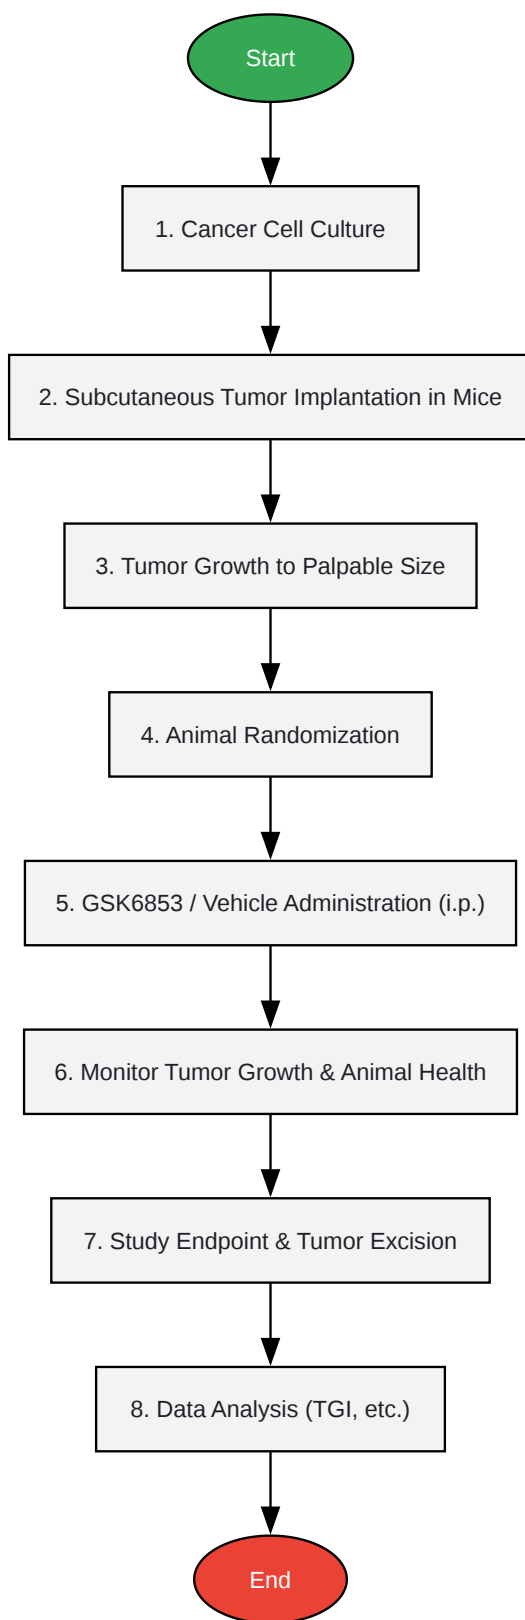 Start
1. Cancer Cell Culture
2. Subcutaneous Tumor Implantation in Mice
3. Tumor Growth to Palpable Size
4. Animal Randomization
5. GSK6853 / Vehicle Administration (i.p.)
6. Monitor Tumor Growth & Animal Health
7. Study Endpoint & Tumor Excision
8. Data Analysis (TGI, etc.)
End